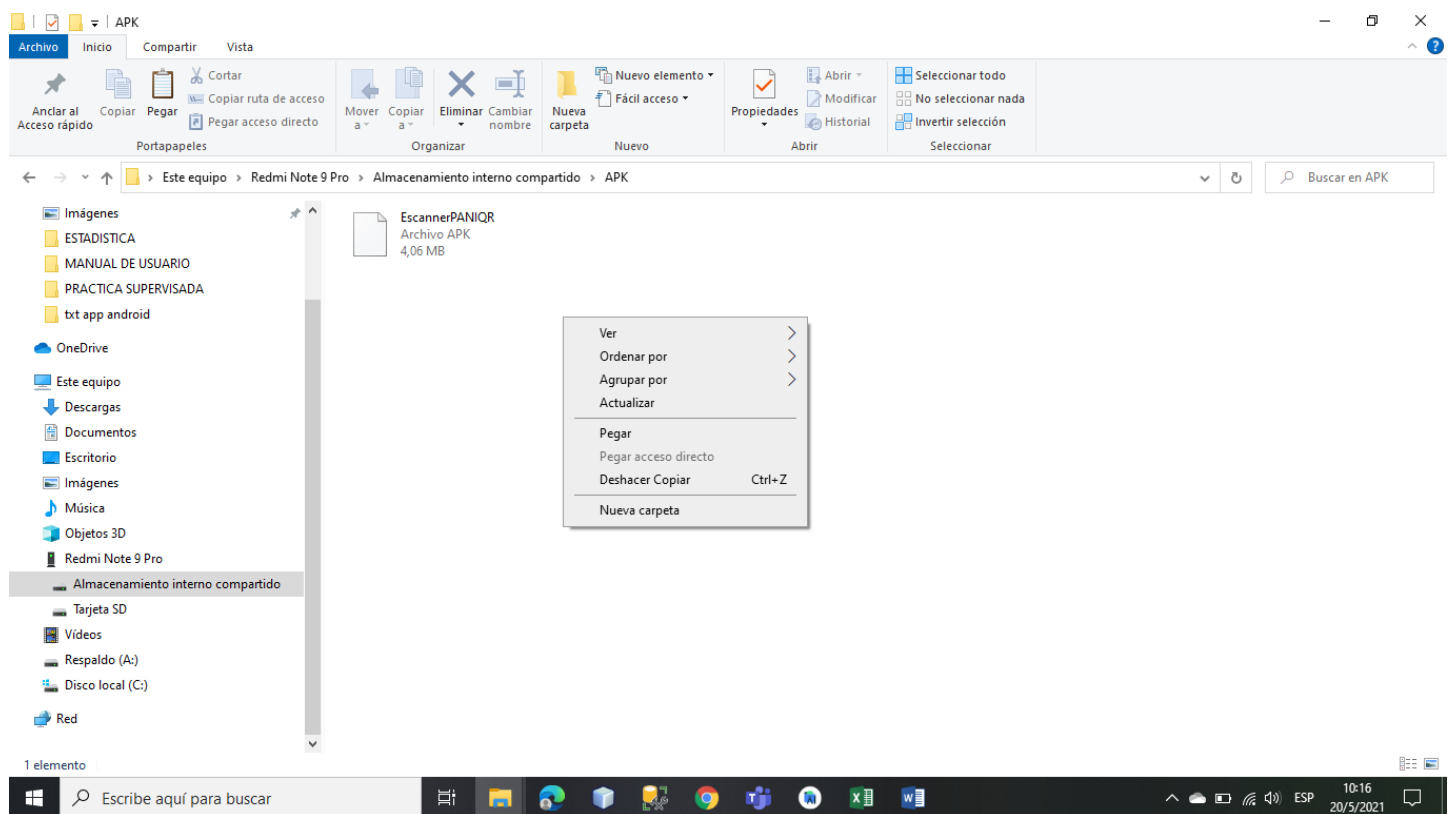 APK
Archivo Inicio Compartir Vista
Anclar al Acceso rápido
Copiar
Pegar
Cortar
Copiar ruta de acceso
Pegar acceso directo
Portapapeles
Mover a
Copiar a
Eliminar
Cambiar nombre
Organizar
Nueva carpeta
Nuevo elemento
Fácil acceso
Nuevo
Propiedades
Abrir
Modificar
Historial
Abrir
Seleccionar todo
No seleccionar nada
Invertir selección
Seleccionar
Este equipo > Redmi Note 9 Pro > Almacenamiento interno compartido > APK
Buscar en APK
Imágenes
ESTADISTICA
MANUAL DE USUARIO
PRACTICA SUPERVISADA
txt app android
OneDrive
Este equipo
Descargas
Documentos
Escritorio
Imágenes
Música
Objetos 3D
Redmi Note 9 Pro
Almacenamiento interno compartido
Tarjeta SD
Vídeos
Respaldo (A:)
Disco local (C:)
Red
EscannerPANIQR
Archivo APK
4,06 MB
Ver
Ordenar por
Agrupar por
Actualizar
Pegar
Pegar acceso directo
Deshacer Copiar Ctrl+Z
Nueva carpeta
1 elemento
Escribe aquí para buscar
ESP
10:16
20/5/2021